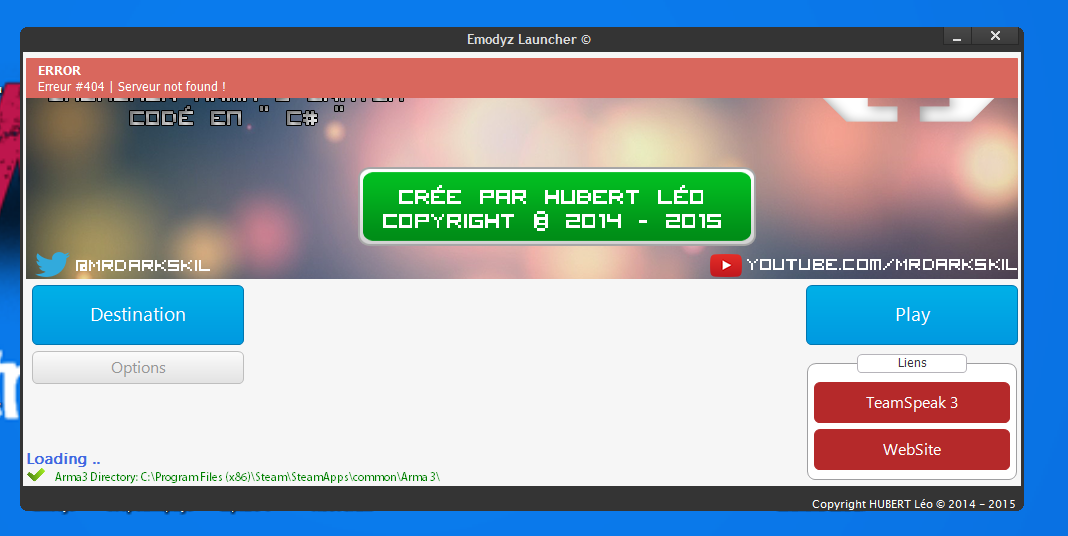 Emodyz Launcher ©
ERROR
Erreur #404 | Serveur not found !
CODÉ EN " C# "
CRÉE PAR HUBERT LÉO
COPYRIGHT @ 2014 - 2015
@MRDARKSKIL
YOUTUBE.COM/MRDARKSKIL
Destination
Play
Options
Liens
TeamSpeak 3
WebSite
Loading ..
Arma3 Directory: C:\Program Files (x86)\Steam\SteamApps\common\Arma 3\
Copyright HUBERT Léo © 2014 - 2015